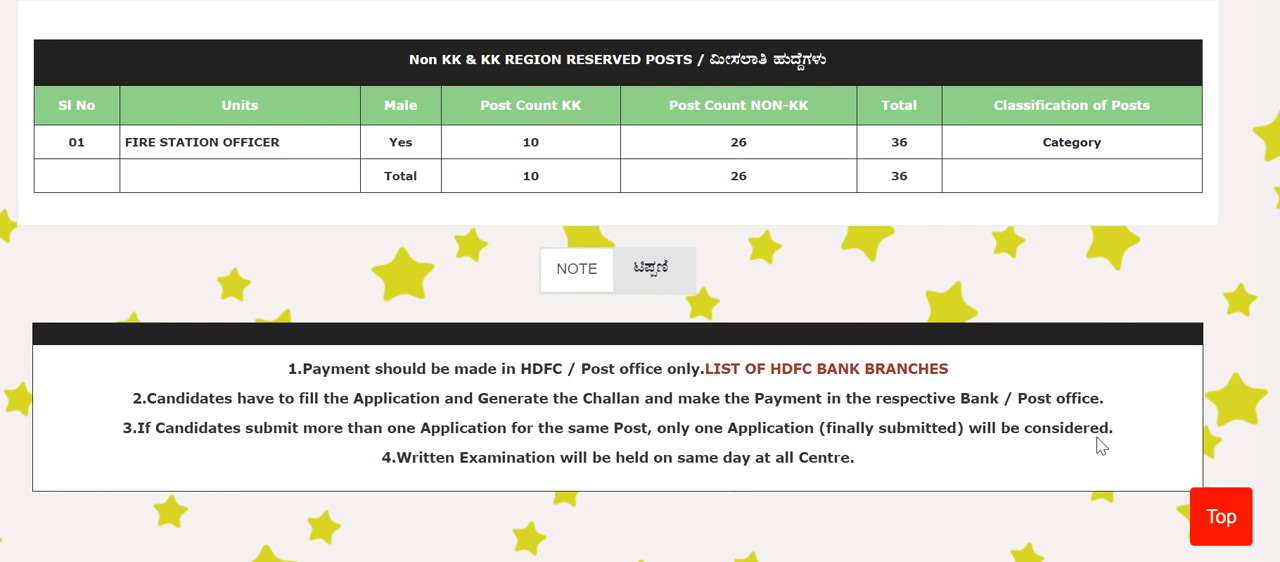 Non KK & KK REGION RESERVED POSTS / ಮೀಸಲಾತಿ ಹುದ್ದೆಗಳು
Sl No Units Male Post Count KK Post Count NON-KK Total Classification of Posts
01 FIRE STATION OFFICER Yes 10 26 36 Category
Total 10 26 36
NOTE ಟಿಪ್ಪಣಿ
1.Payment should be made in HDFC / Post office only.LIST OF HDFC BANK BRANCHES
2.Candidates have to fill the Application and Generate the Challan and make the Payment in the respective Bank / Post office.
3.If Candidates submit more than one Application for the same Post, only one Application (finally submitted) will be considered.
4.Written Examination will be held on same day at all Centre.
Top